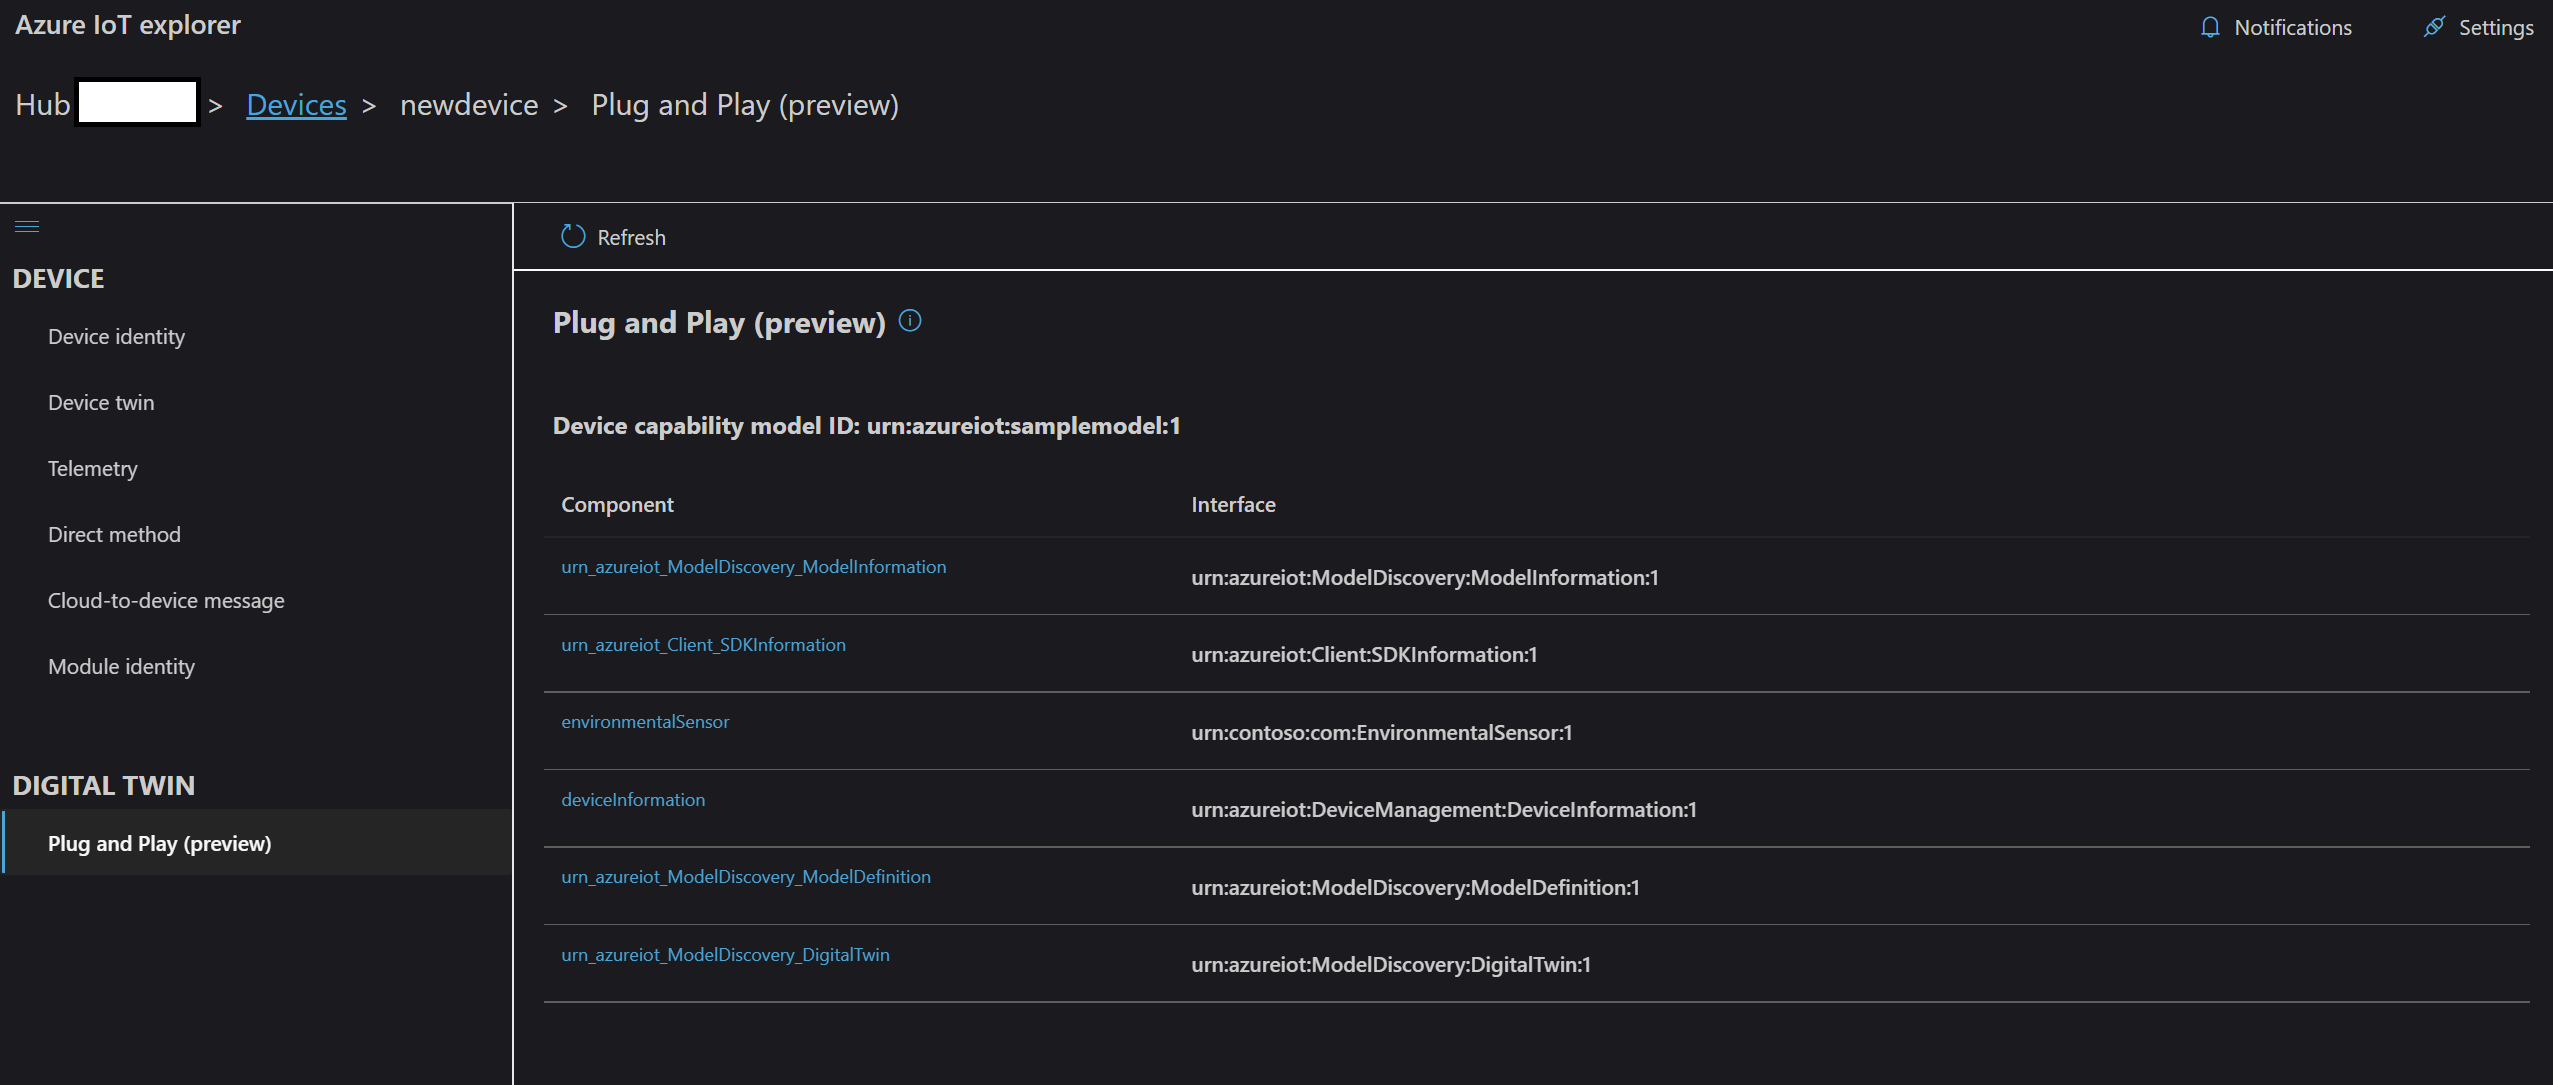 Azure IoT explorer
Notifications
Settings
Hub > Devices > newdevice > Plug and Play (preview)
DEVICE
Device identity
Device twin
Telemetry
Direct method
Cloud-to-device message
Module identity
DIGITAL TWIN
Plug and Play (preview)
Refresh
Plug and Play (preview)
Device capability model ID: urn:azureiot:samplemodel:1
Component Interface
urn_azureiot_ModelDiscovery_ModelInformation urn:azureiot:ModelDiscovery:ModelInformation:1
urn_azureiot_Client_SDKInformation urn:azureiot:Client:SDKInformation:1
environmentalSensor urn:contoso:com:EnvironmentalSensor:1
deviceInformation urn:azureiot:DeviceManagement:DeviceInformation:1
urn_azureiot_ModelDiscovery_ModelDefinition urn:azureiot:ModelDiscovery:ModelDefinition:1
urn_azureiot_ModelDiscovery_DigitalTwin urn:azureiot:ModelDiscovery:DigitalTwin:1